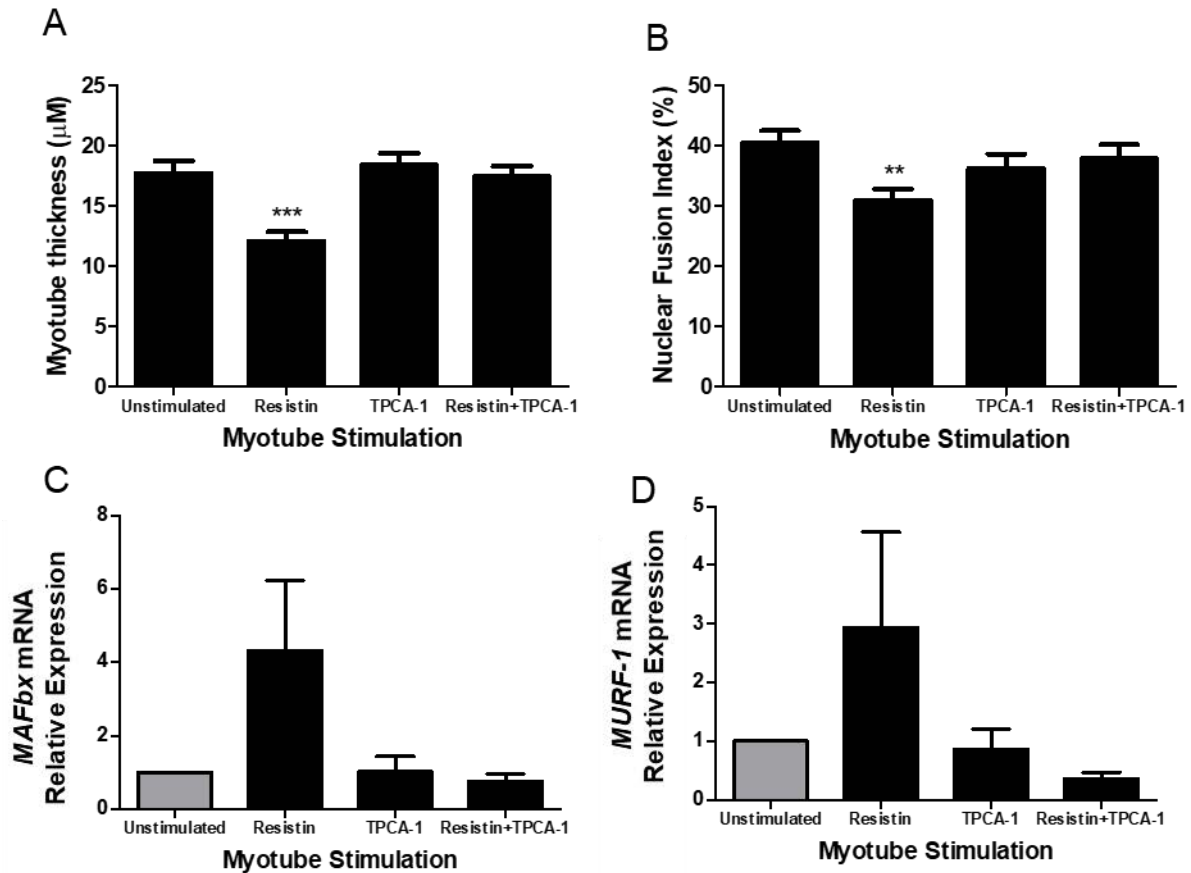 A
Myotube thickness (μM)
25
20
15
10
5
0
***
Unstimulated Resistin TPCA-1 Resistin+TPCA-1
Myotube Stimulation
B
Nuclear Fusion Index (%)
50
40
30
20
10
0
**
Unstimulated Resistin TPCA-1 Resistin+TPCA-1
Myotube Stimulation
C
MAFbx mRNA
Relative Expression
8
6
4
2
0
Unstimulated Resistin TPCA-1 Resistin+TPCA-1
Myotube Stimulation
D
MURF-1 mRNA
Relative Expression
5
4
3
2
1
0
Unstimulated Resistin TPCA-1 Resistin+TPCA-1
Myotube Stimulation